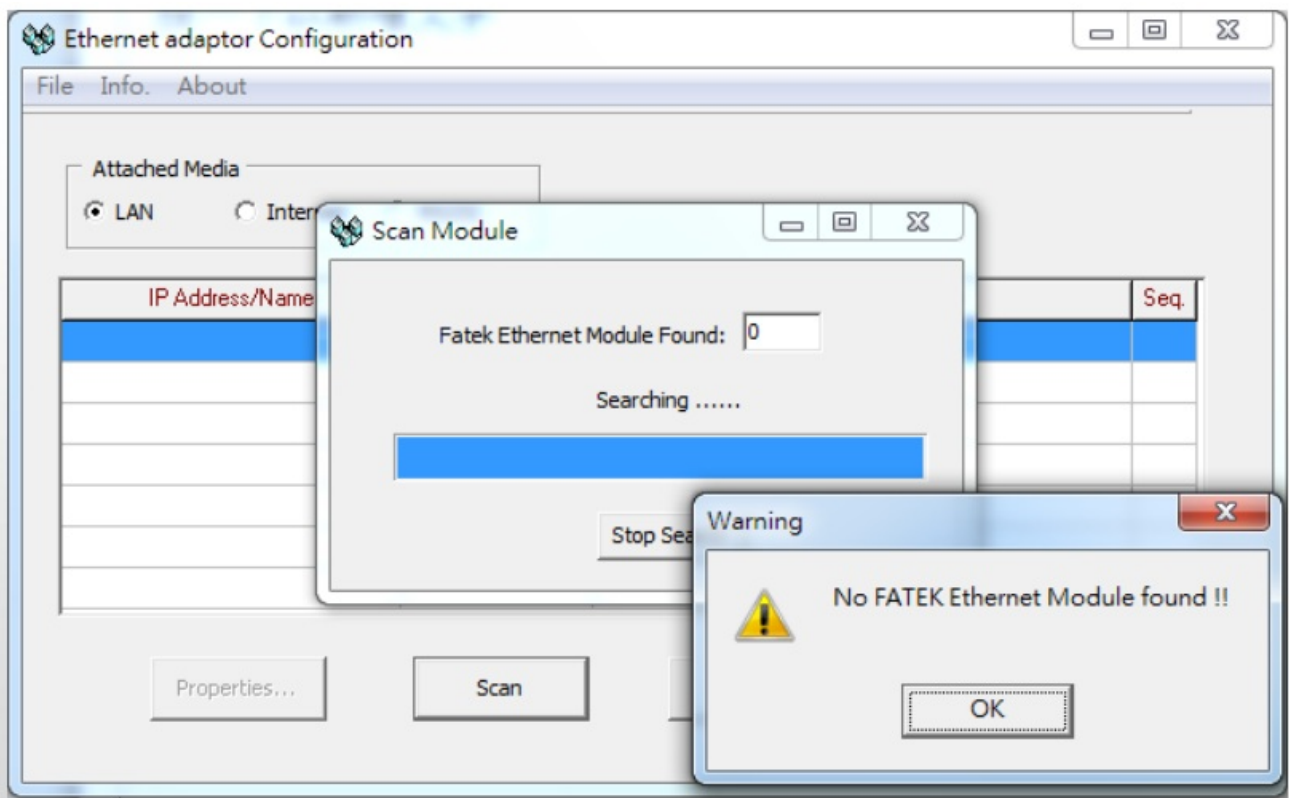 Ethernet adaptor Configuration
File Info. About
Attached Media
LAN
Scan Module
IP Address/Name
Seq.
Fatek Ethernet Module Found: 0
Searching ......
Stop
Warning
No FATEK Ethernet Module found !!
Properties...
Scan
OK